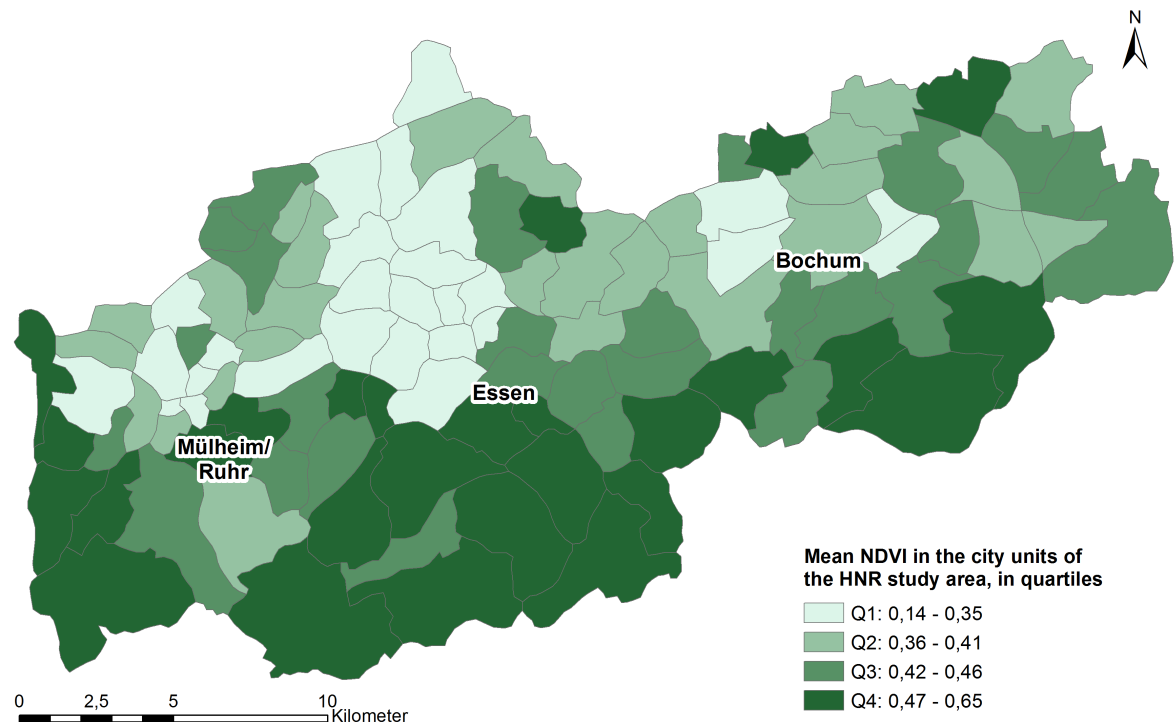 N
Bochum
Essen
Mülheim/
Ruhr
Mean NDVI in the city units of
the HNR study area, in quartiles
Q1: 0,14 - 0,35
Q2: 0,36 - 0,41
Q3: 0,42 - 0,46
Q4: 0,47 - 0,65
0 2,5 5 10
Kilometer